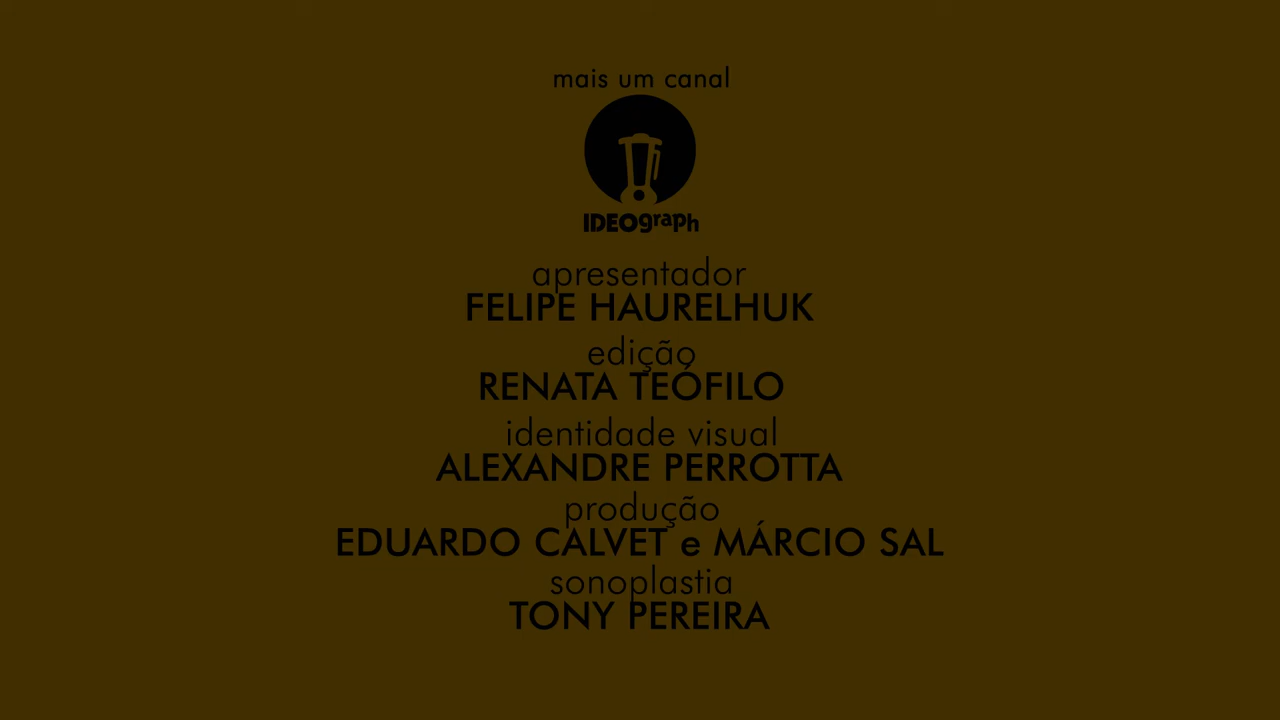 mais um canal
IDEOgraph
apresentador
FELIPE HAURELHUK
edição
RENATA TEÓFILO
identidade visual
ALEXANDRE PERROTTA
produção
EDUARDO CALVET e MÁRCIO SAL
sonoplastia
TONY PEREIRA